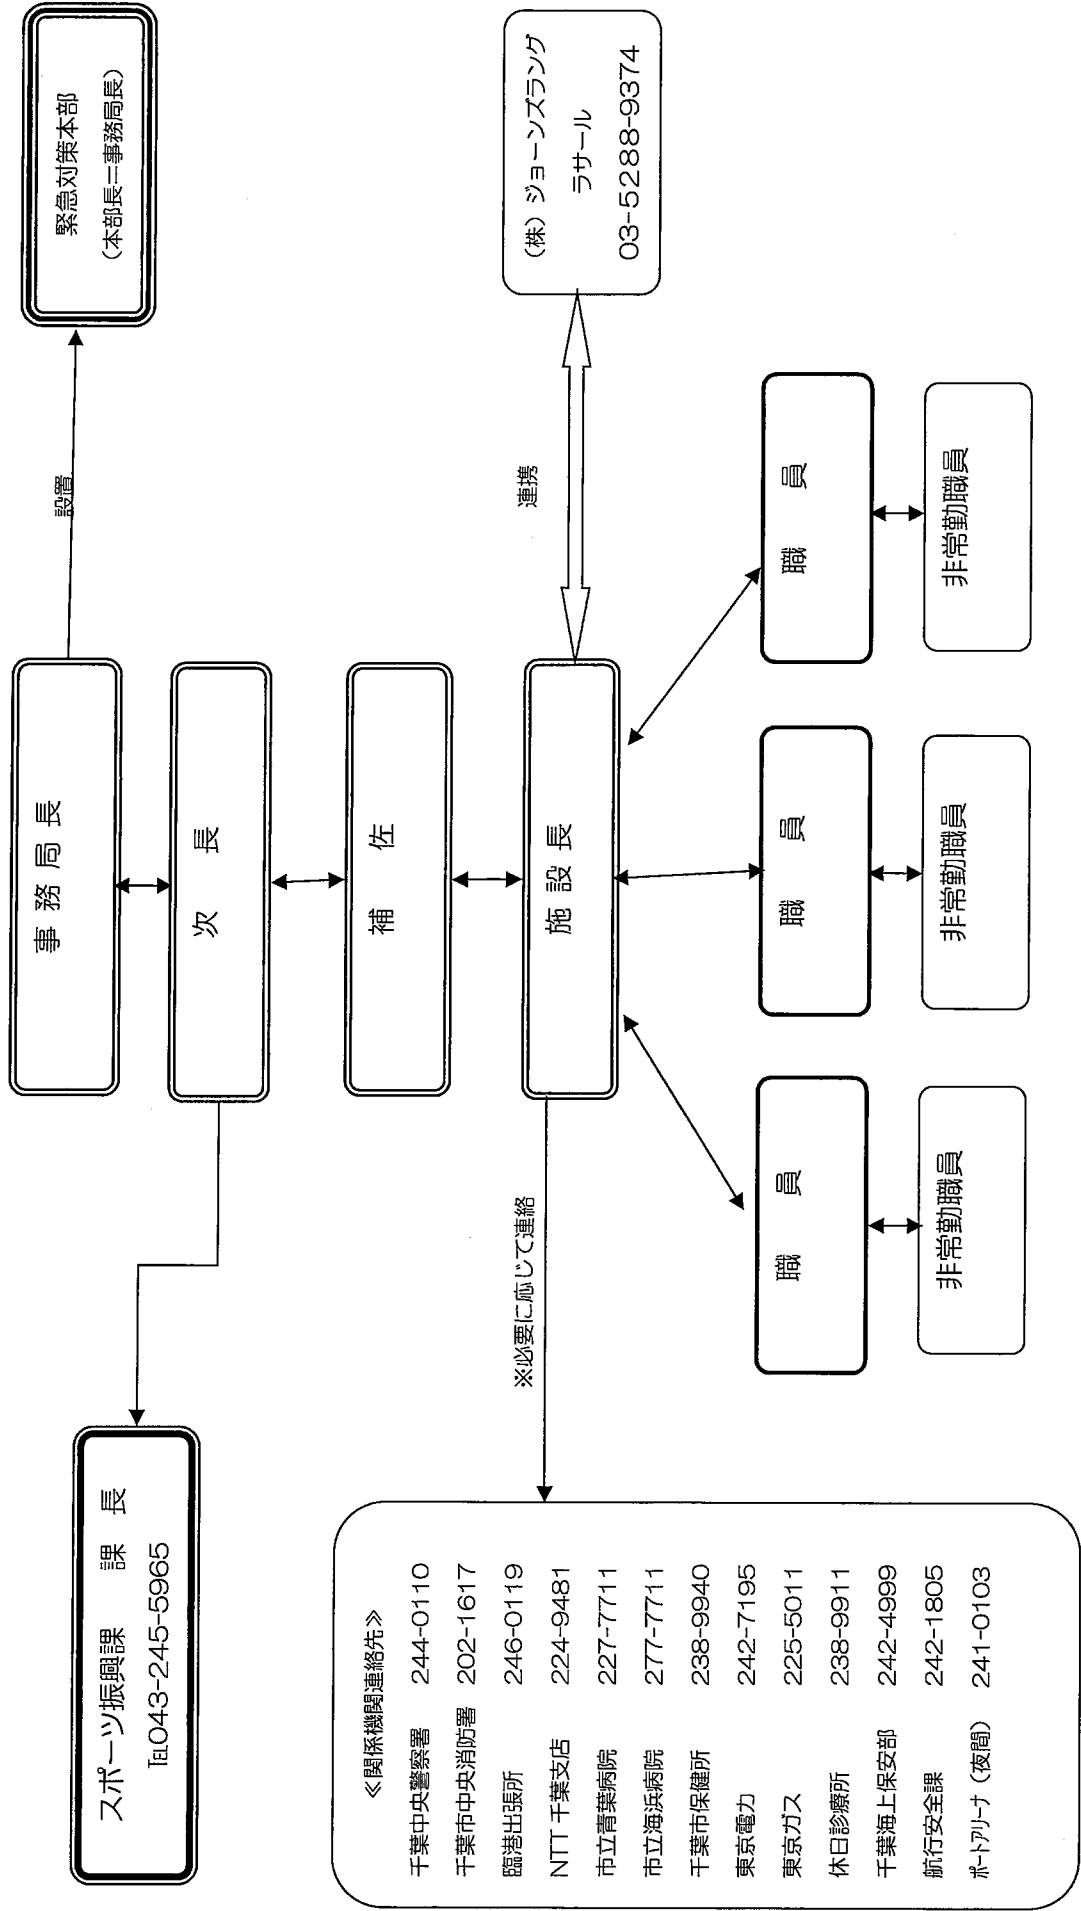 緊急対策本部
(本部長=事務局長)
設置
事務局長
次　長
補　佐
施設長
スポーツ振興課　課　長
℡043-245-5965
(株)ジョーンズラング
ラサール
03-5288-9374
連携
※必要に応じて連絡
≪関係機関連絡先≫
千葉中央警察署　244-0110
千葉市中央消防署　202-1617
臨港出張所　246-0119
NTT千葉支店　224-9481
市立青葉病院　227-7711
市立海浜病院　277-7711
千葉市保健所　238-9940
東京電力　242-7195
東京ガス　225-5011
休日診療所　238-9911
千葉海上保安部　242-4999
航行安全課　242-1805
ポートアリーナ(夜間)　241-0103
職　員
職　員
職　員
非常勤職員
非常勤職員
非常勤職員